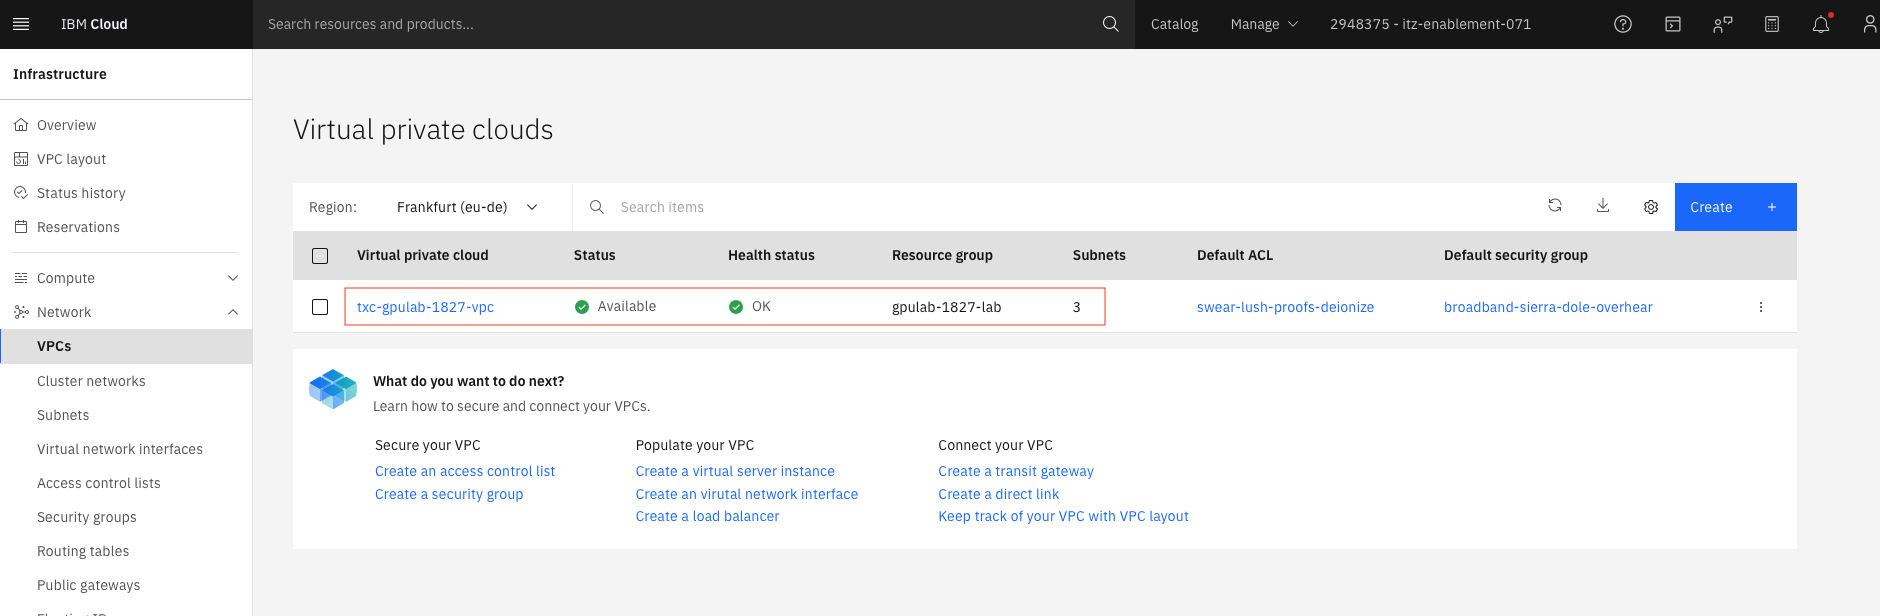 IBM Cloud
Search resources and products...
Catalog
Manage
2948375 - itz-enablement-071
Infrastructure
Overview
VPC layout
Status history
Reservations
Compute
Network
VPCs
Cluster networks
Subnets
Virtual network interfaces
Access control lists
Security groups
Routing tables
Public gateways
Virtual private clouds
Region: Frankfurt (eu-de)
Search items
Create +
Virtual private cloud Status Health status Resource group Subnets Default ACL Default security group
txc-gpulab-1827-vpc Available OK gpulab-1827-lab 3 swear-lush-proofs-deionize broadband-sierra-dole-overhear
What do you want to do next?
Learn how to secure and connect your VPCs.
Secure your VPC
Create an access control list
Create a security group
Populate your VPC
Create a virtual server instance
Create an virutal network interface
Create a load balancer
Connect your VPC
Create a transit gateway
Create a direct link
Keep track of your VPC with VPC layout